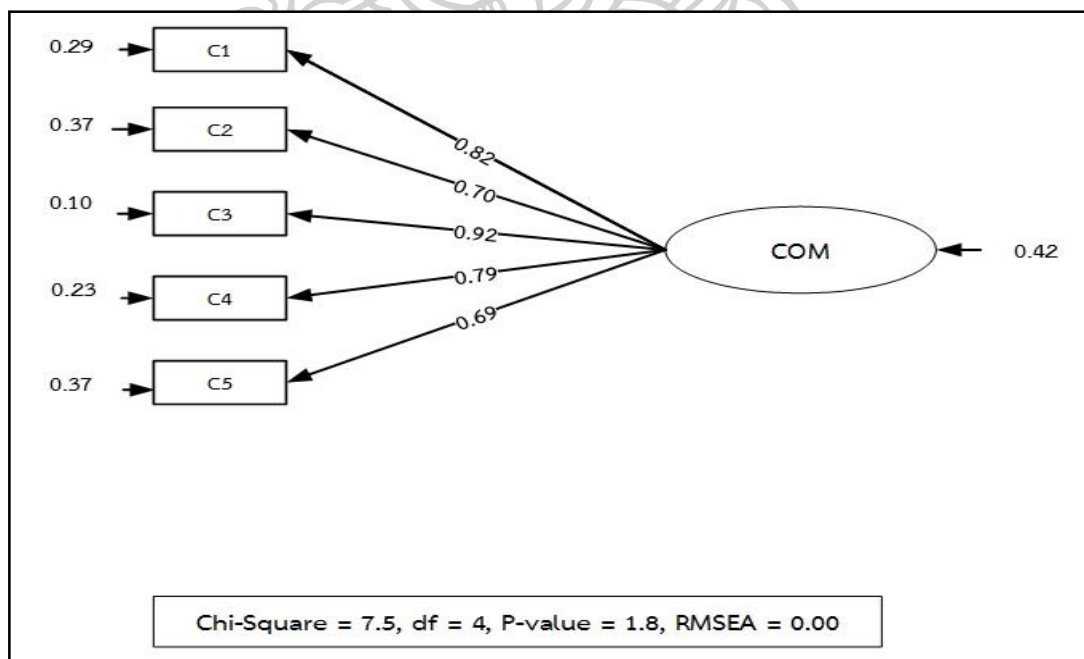 0.29
C1
0.37
C2
0.10
C3
0.23
C4
0.37
C5
0.82
0.70
0.92
0.79
0.69
COM
0.42
Chi-Square = 7.5, df = 4, P-value = 1.8, RMSEA = 0.00